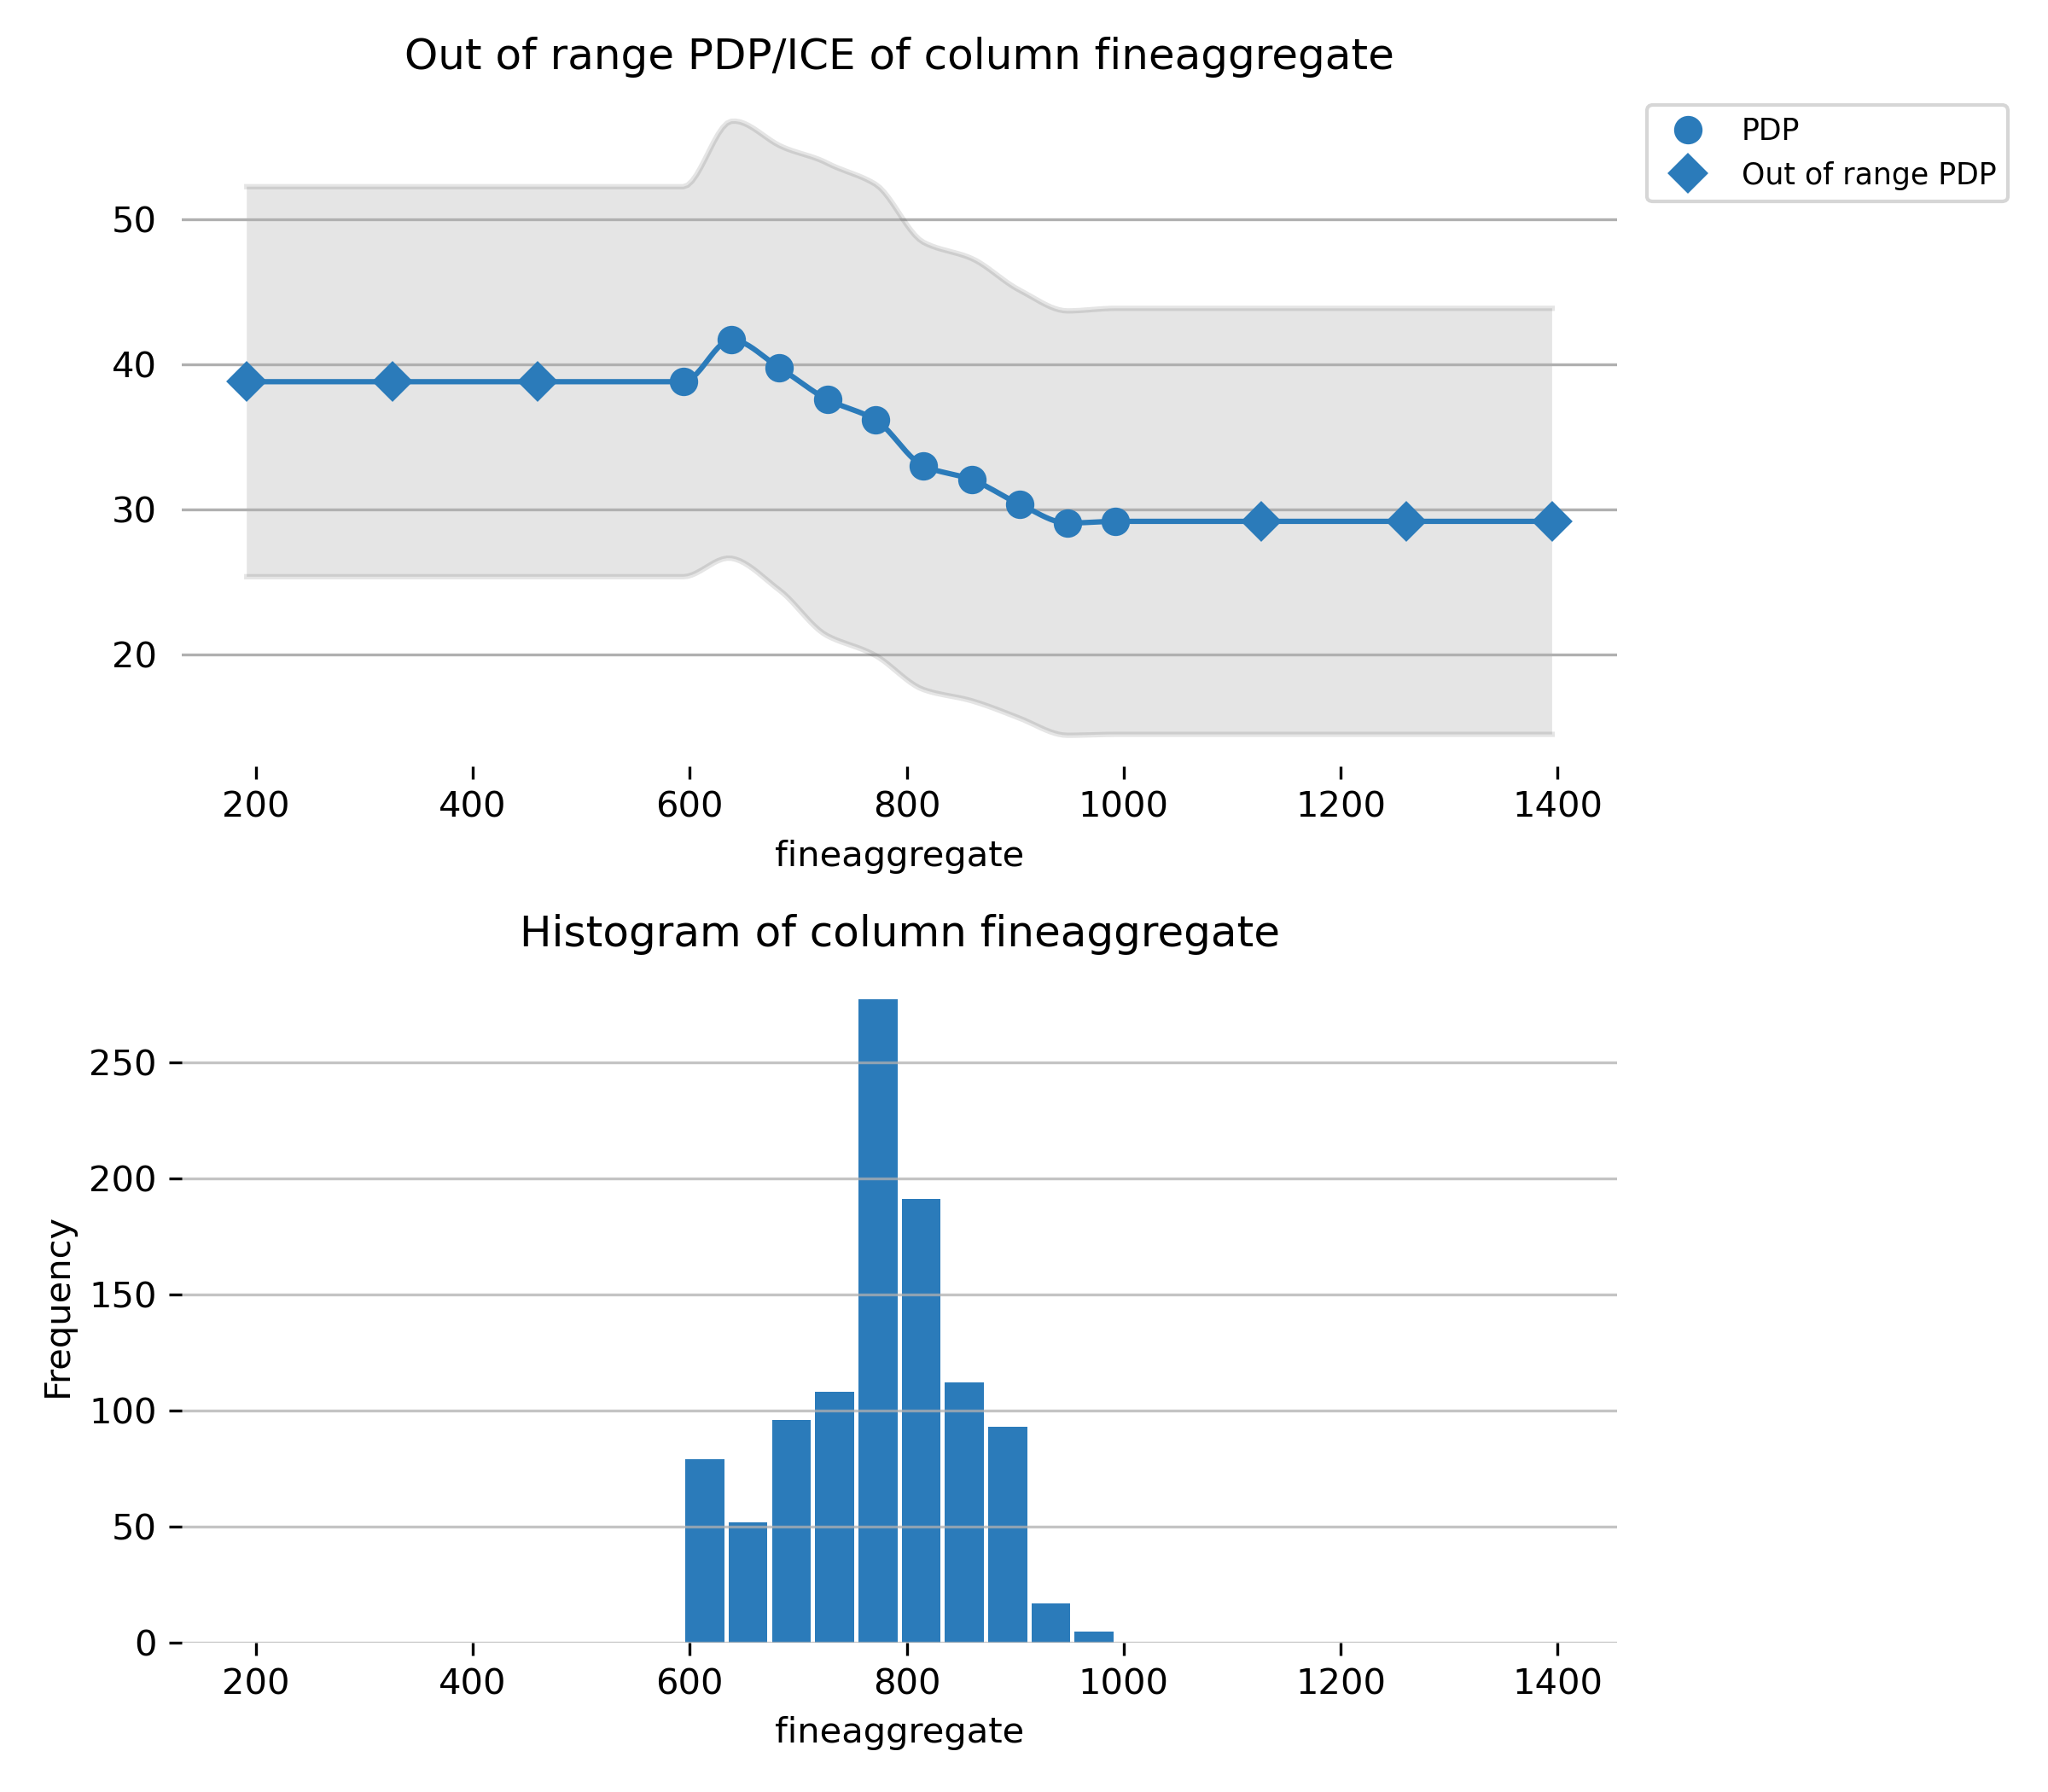 Out of range PDP/ICE of column fineaggregate
PDP
Out of range PDP
50
40
30
20
200 400 600 800 1000 1200 1400
fineaggregate
Histogram of column fineaggregate
250
200
150
100
50
0
Frequency
200 400 600 800 1000 1200 1400
fineaggregate